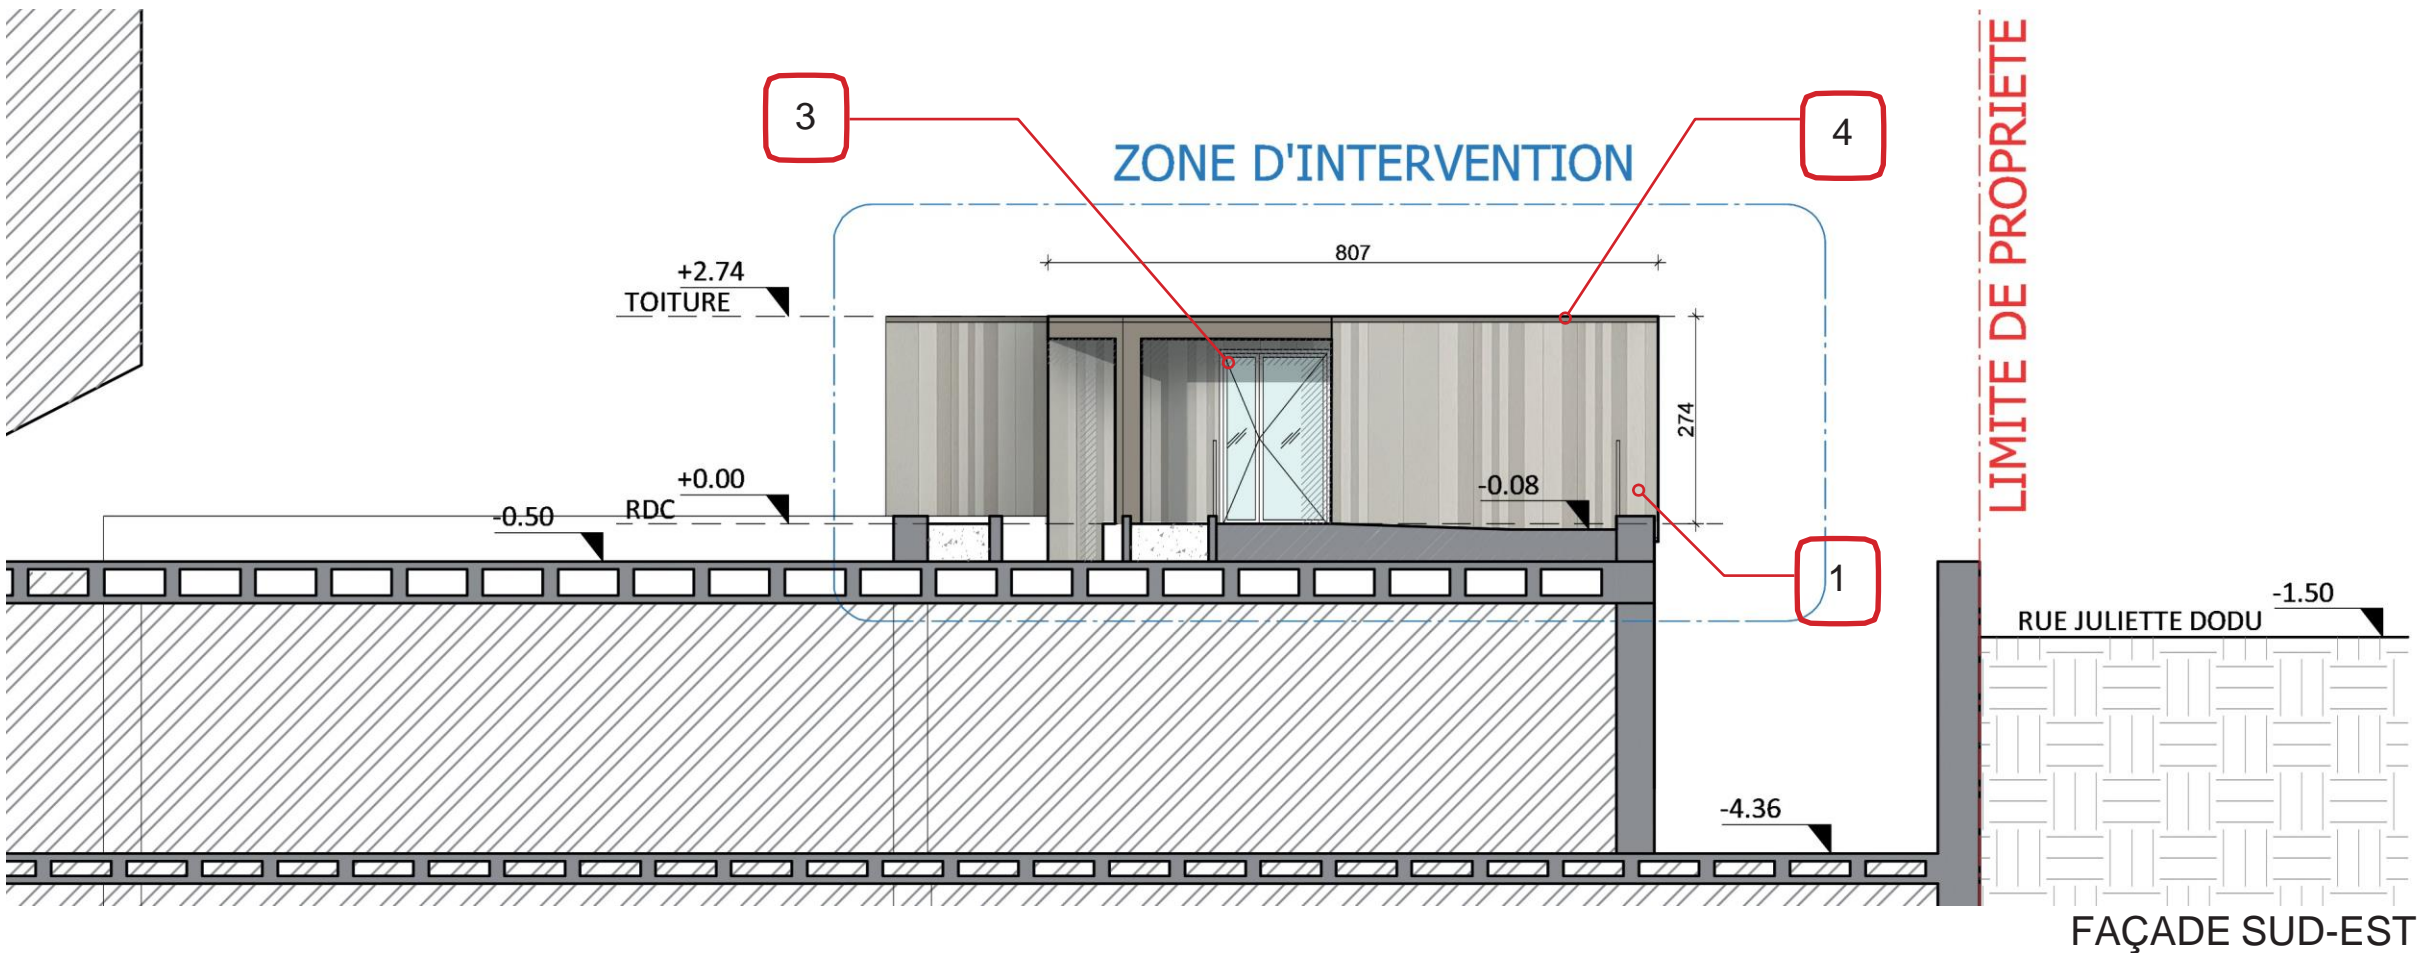 3
4
ZONE D'INTERVENTION
LIMITE DE PROPRIETE
807
+2.74
TOITURE
274
+0.00
RDC
-0.50
-0.08
1
-1.50
RUE JULIETTE DODU
-4.36
FAÇADE SUD-EST